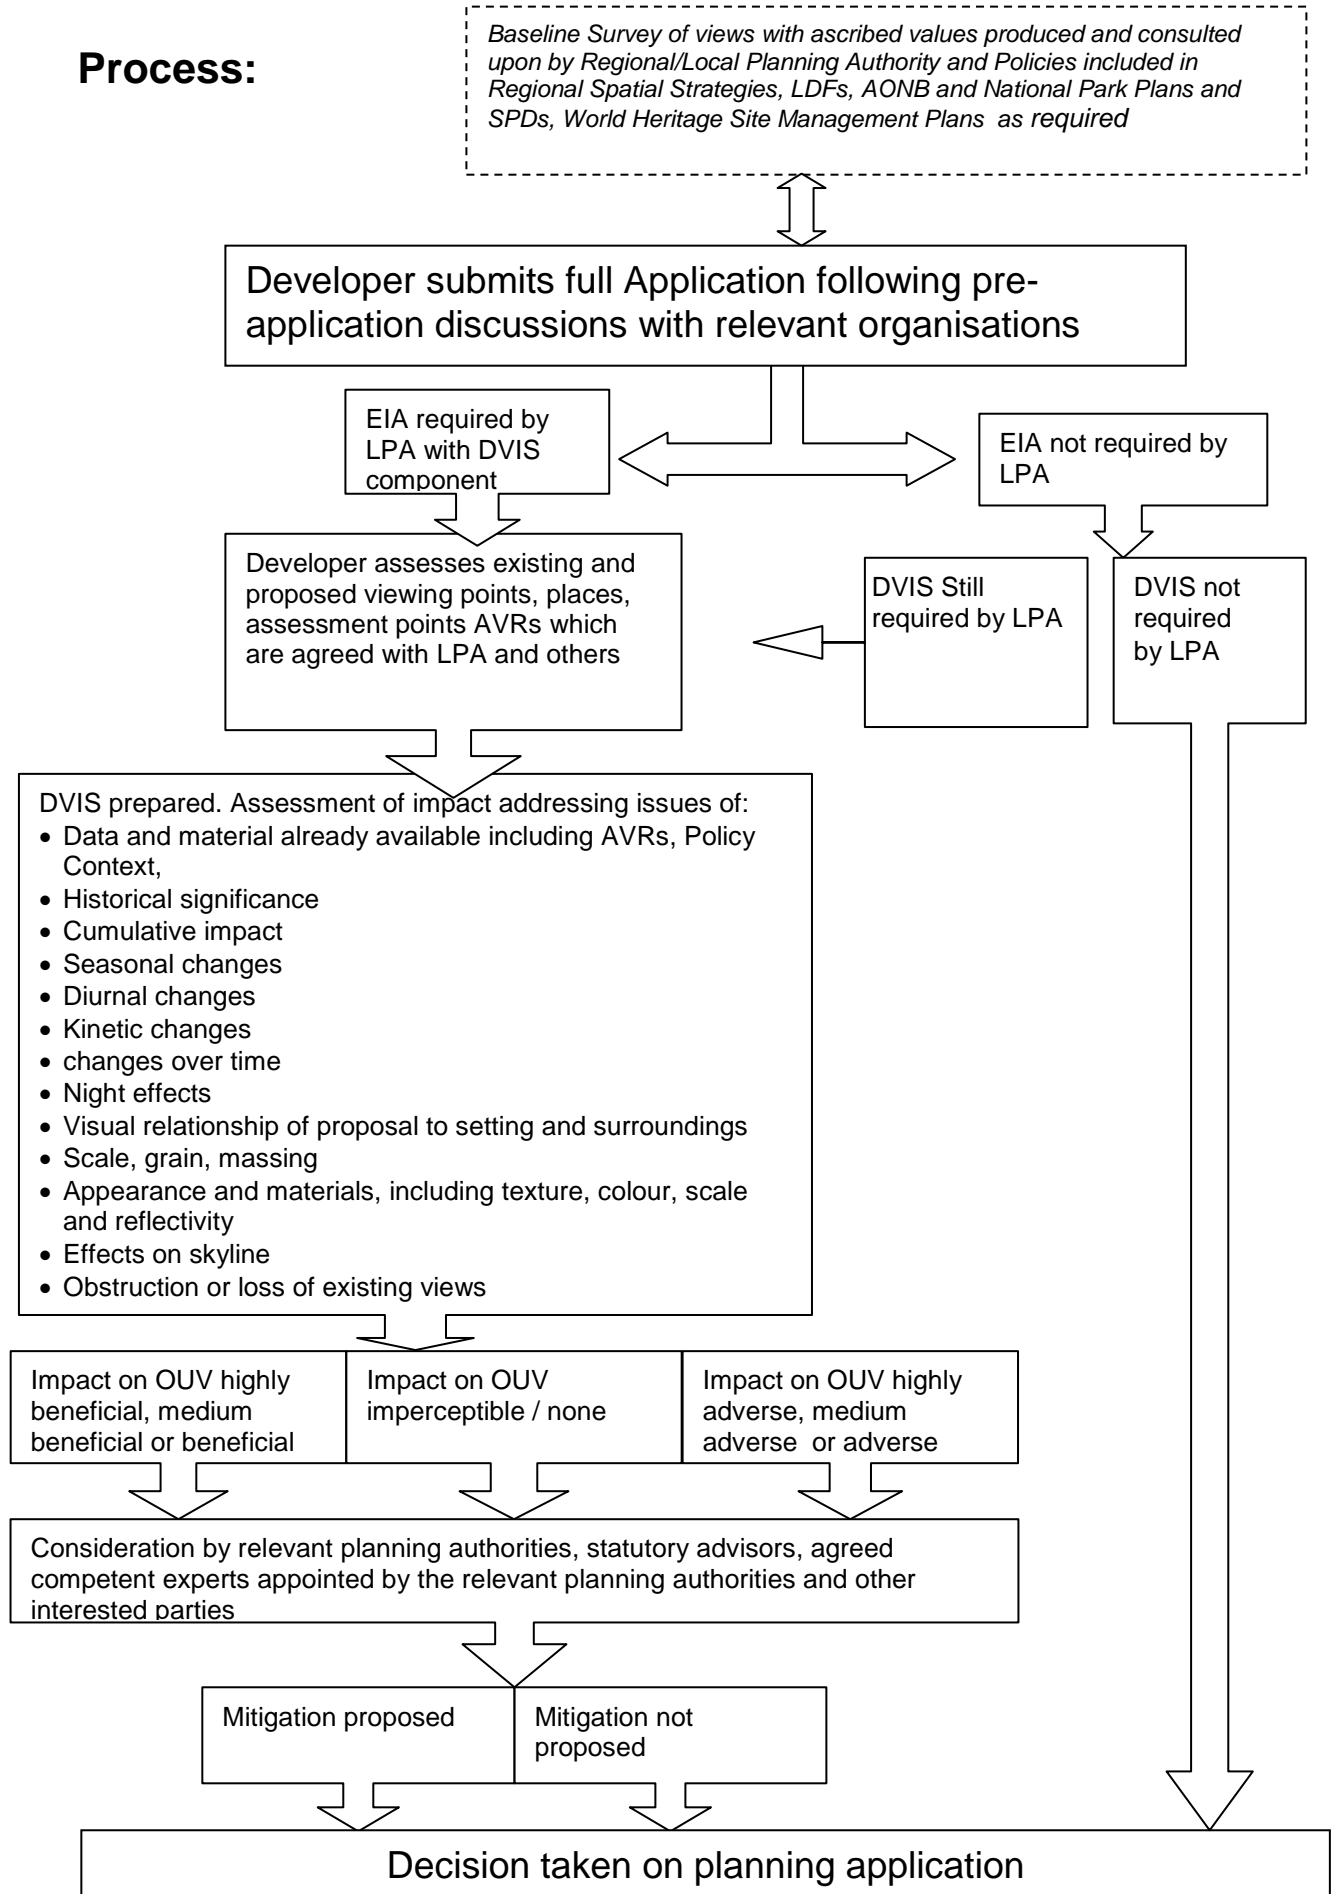 Process:
Baseline Survey of views with ascribed values produced and consulted
upon by Regional/Local Planning Authority and Policies included in
Regional Spatial Strategies, LDFs, AONB and National Park Plans and
SPDs, World Heritage Site Management Plans as required
Developer submits full Application following pre-
application discussions with relevant organisations
EIA required by
LPA with DVIS
component
EIA not required by
LPA
Developer assesses existing and
proposed viewing points, places,
assessment points AVRs which
are agreed with LPA and others
DVIS Still
required by LPA
DVIS not
required
by LPA
DVIS prepared. Assessment of impact addressing issues of:
• Data and material already available including AVRs, Policy
Context,
• Historical significance
• Cumulative impact
• Seasonal changes
• Diurnal changes
• Kinetic changes
• changes over time
• Night effects
• Visual relationship of proposal to setting and surroundings
• Scale, grain, massing
• Appearance and materials, including texture, colour, scale
and reflectivity
• Effects on skyline
• Obstruction or loss of existing views
Impact on OUV highly
beneficial, medium
beneficial or beneficial
Impact on OUV
imperceptible / none
Impact on OUV highly
adverse, medium
adverse or adverse
Consideration by relevant planning authorities, statutory advisors, agreed
competent experts appointed by the relevant planning authorities and other
interested parties
Mitigation proposed
Mitigation not
proposed
Decision taken on planning application